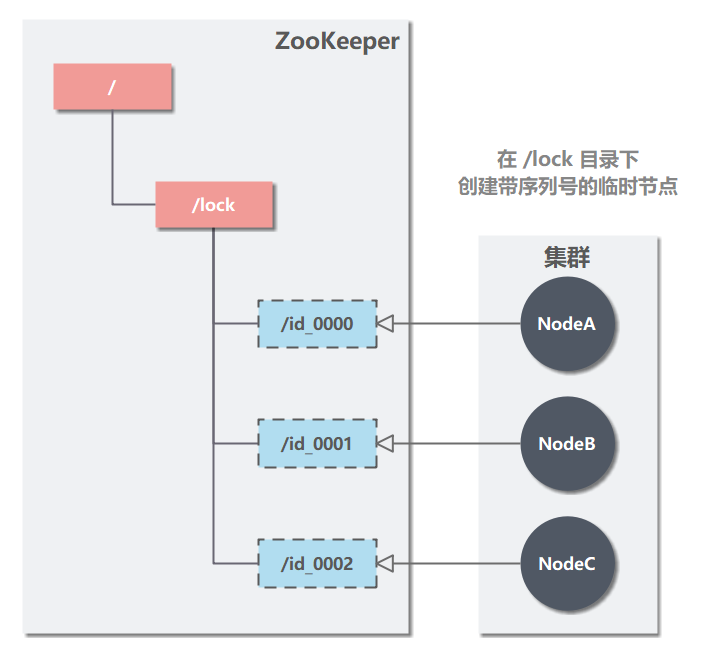 ZooKeeper
/
/lock
在 /lock 目录下
创建带序列号的临时节点
集群
/id_0000
NodeA
/id_0001
NodeB
/id_0002
NodeC